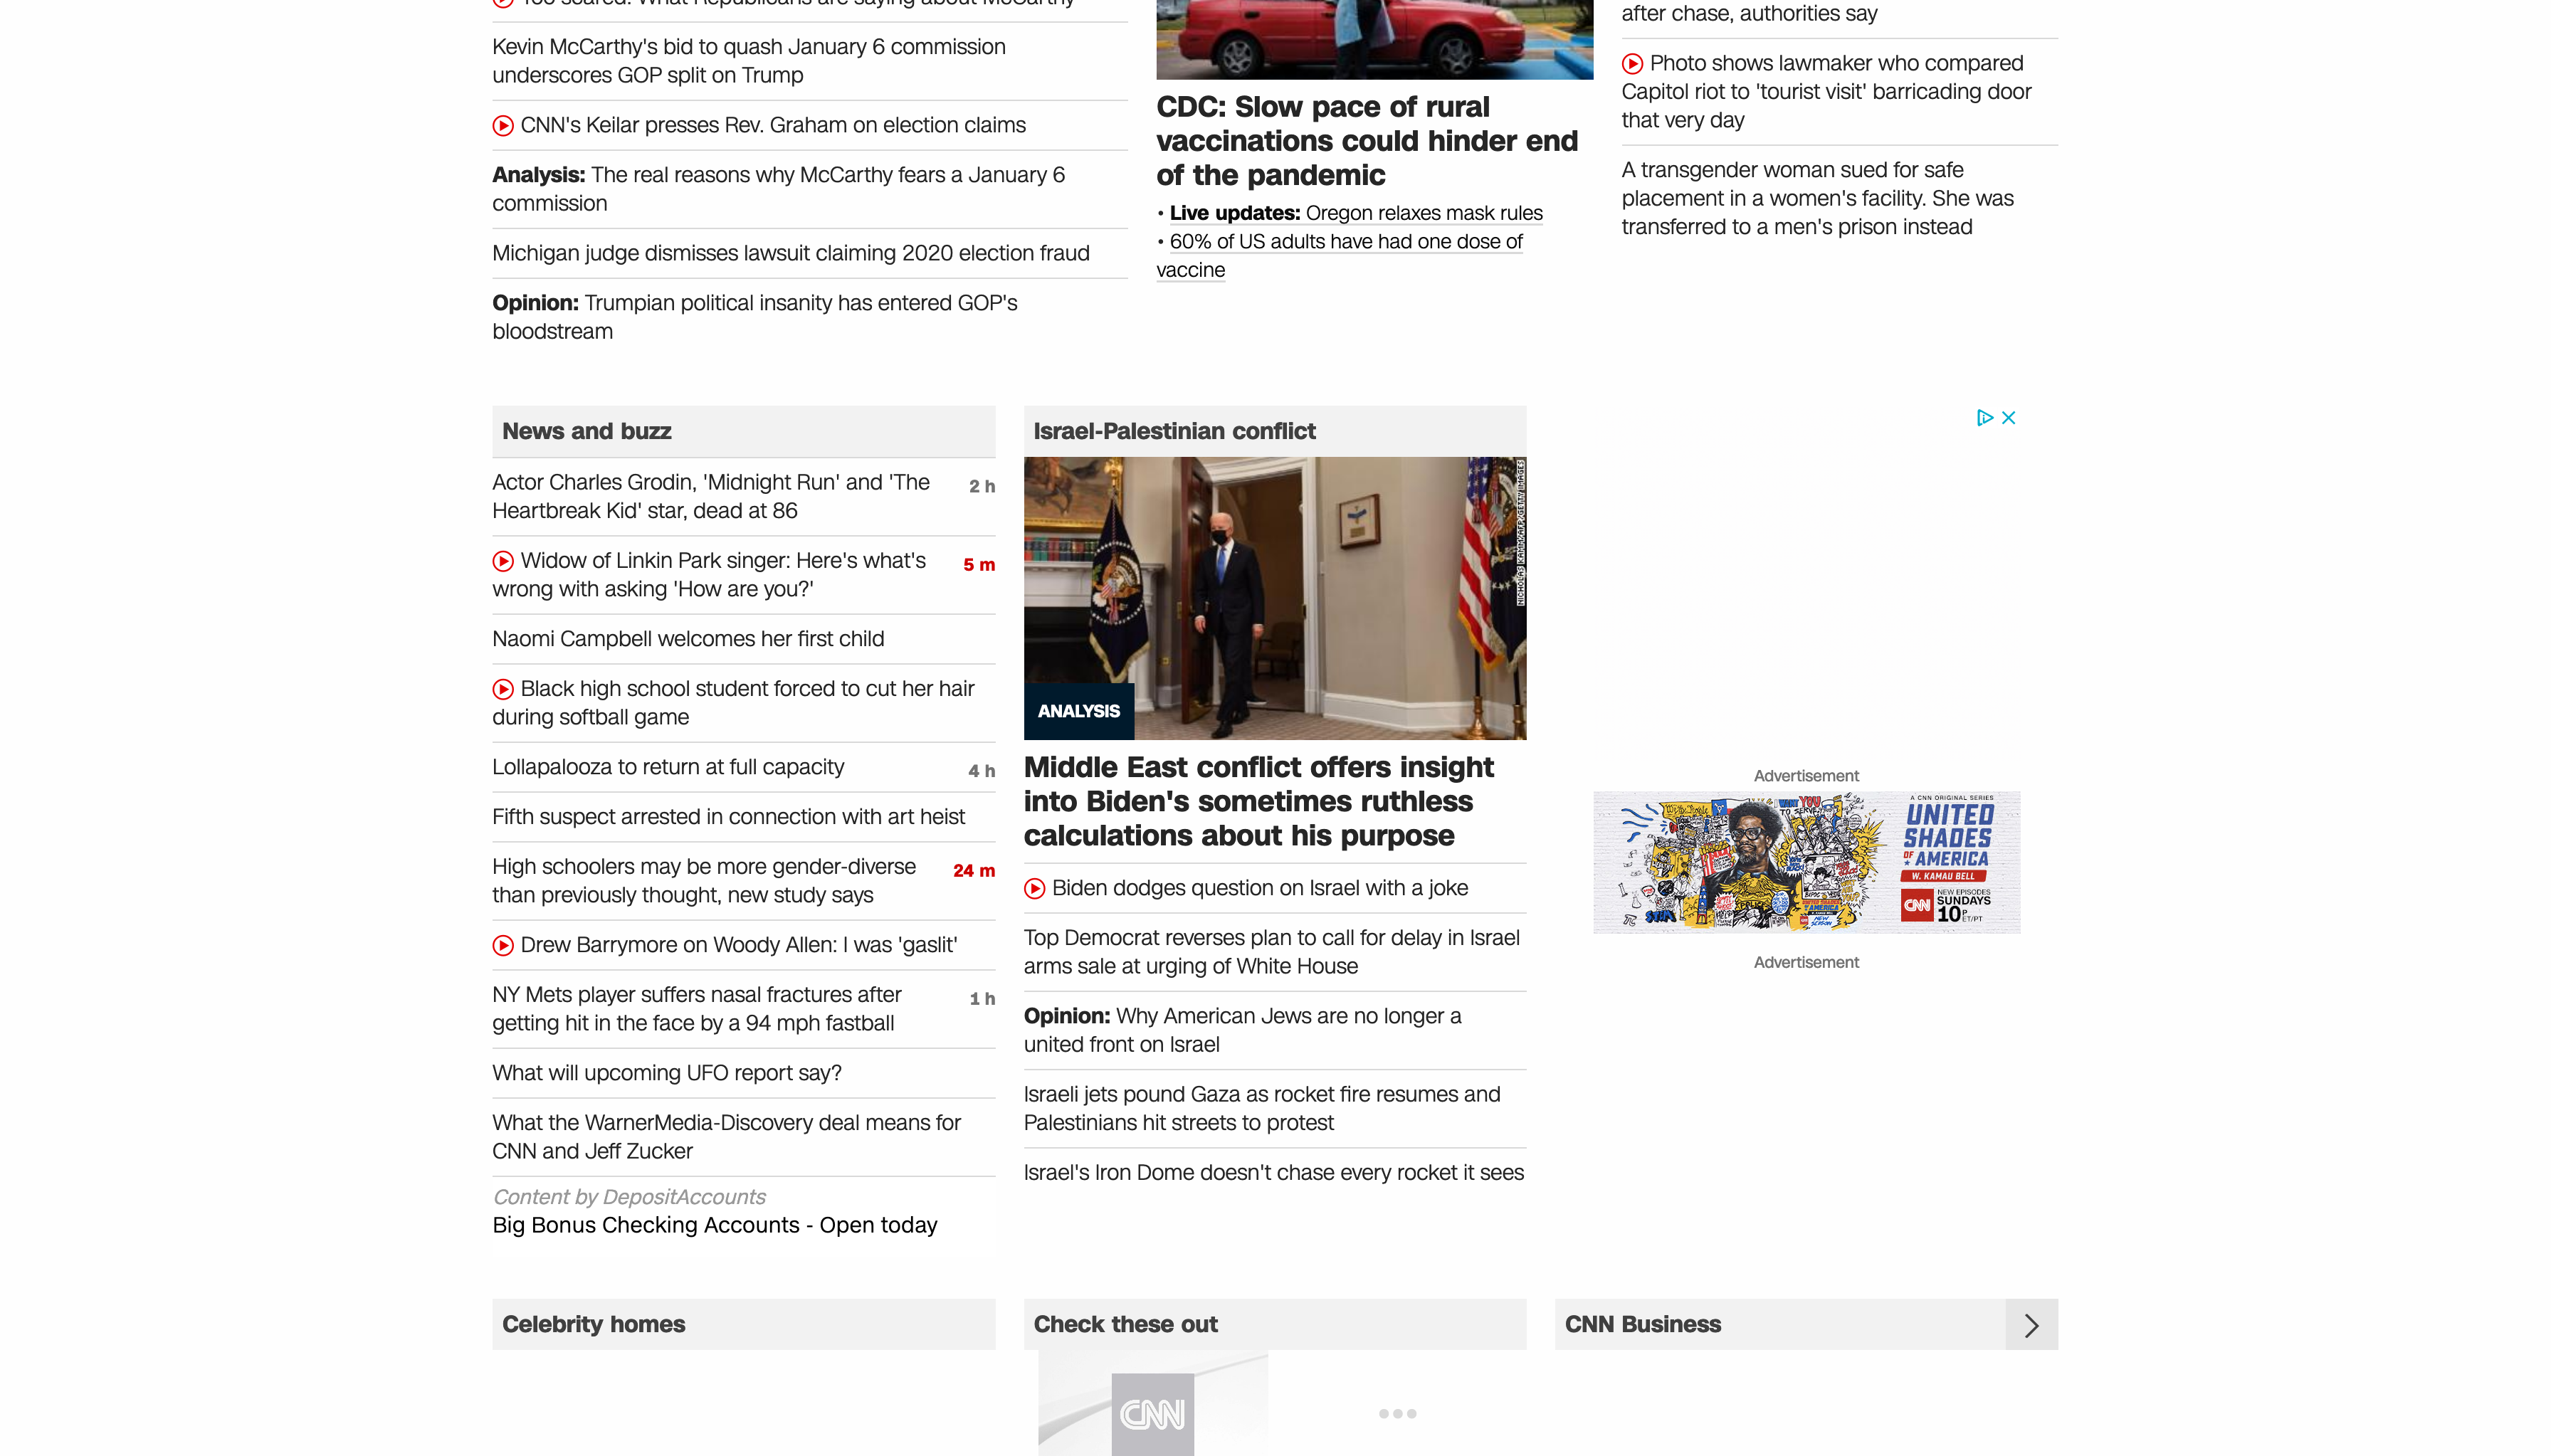 Too scared: What Republicans are saying about McCarthy
Kevin McCarthy's bid to quash January 6 commission
underscores GOP split on Trump
CNN's Keilar presses Rev. Graham on election claims
Analysis: The real reasons why McCarthy fears a January 6
commission
Michigan judge dismisses lawsuit claiming 2020 election fraud
Opinion: Trumpian political insanity has entered GOP's
bloodstream
CDC: Slow pace of rural
vaccinations could hinder end
of the pandemic
• Live updates: Oregon relaxes mask rules
• 60% of US adults have had one dose of
vaccine
after chase, authorities say
Photo shows lawmaker who compared
Capitol riot to 'tourist visit' barricading door
that very day
A transgender woman sued for safe
placement in a women's facility. She was
transferred to a men's prison instead
News and buzz
Actor Charles Grodin, 'Midnight Run' and 'The 2 h
Heartbreak Kid' star, dead at 86
Widow of Linkin Park singer: Here's what's 5 m
wrong with asking 'How are you?'
Naomi Campbell welcomes her first child
Black high school student forced to cut her hair
during softball game
Lollapalooza to return at full capacity 4 h
Fifth suspect arrested in connection with art heist
High schoolers may be more gender-diverse 24 m
than previously thought, new study says
Drew Barrymore on Woody Allen: I was 'gaslit'
NY Mets player suffers nasal fractures after 1 h
getting hit in the face by a 94 mph fastball
What will upcoming UFO report say?
What the WarnerMedia-Discovery deal means for
CNN and Jeff Zucker
Content by DepositAccounts
Big Bonus Checking Accounts - Open today
Israel-Palestinian conflict
NICHOLAS KAMM/AFP/GETTY IMAGES
ANALYSIS
Middle East conflict offers insight
into Biden's sometimes ruthless
calculations about his purpose
Biden dodges question on Israel with a joke
Top Democrat reverses plan to call for delay in Israel
arms sale at urging of White House
Opinion: Why American Jews are no longer a
united front on Israel
Israeli jets pound Gaza as rocket fire resumes and
Palestinians hit streets to protest
Israel's Iron Dome doesn't chase every rocket it sees
Advertisement
A CNN ORIGINAL SERIES
UNITED
SHADES
OF AMERICA
W. KAMAU BELL
CNN
NEW EPISODES
SUNDAYS
10P ET/PT
Advertisement
Celebrity homes
Check these out
CNN
CNN Business